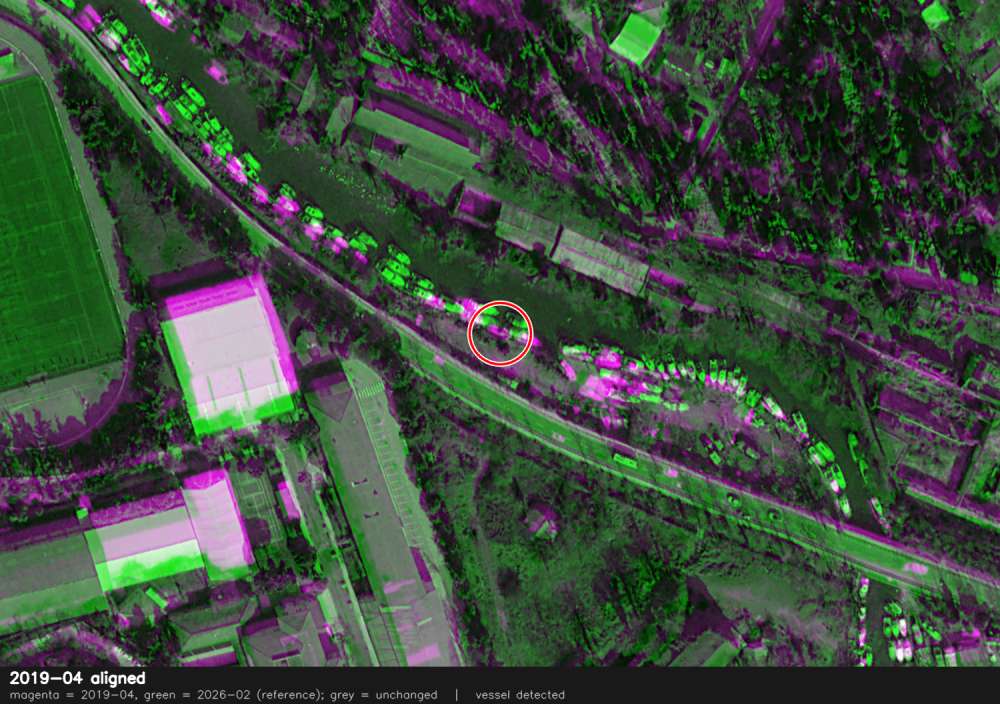 2019-04 aligned
magenta = 2019-04, green = 2026-02 (reference); grey = unchanged | vessel detected